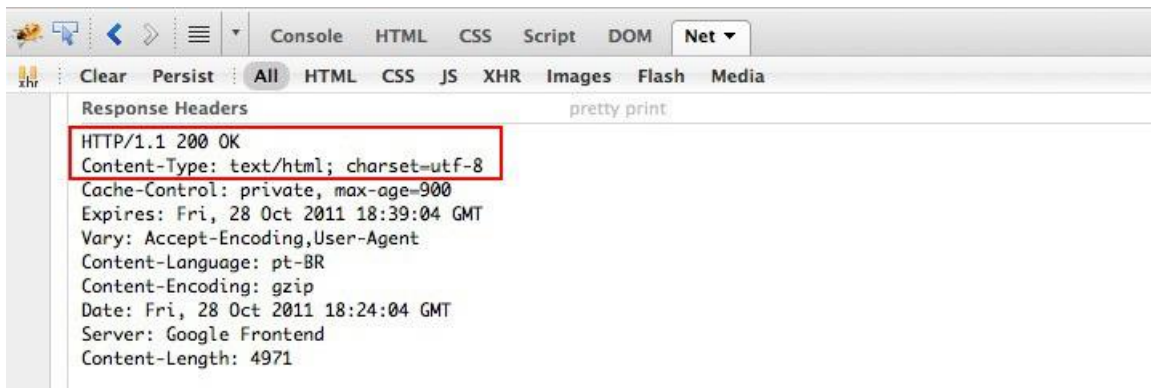 Console HTML CSS Script DOM Net
xhr Clear Persist All HTML CSS JS XHR Images Flash Media
Response Headers pretty print
HTTP/1.1 200 OK
Content-Type: text/html; charset=utf-8
Cache-Control: private, max-age=900
Expires: Fri, 28 Oct 2011 18:39:04 GMT
Vary: Accept-Encoding,User-Agent
Content-Language: pt-BR
Content-Encoding: gzip
Date: Fri, 28 Oct 2011 18:24:04 GMT
Server: Google Frontend
Content-Length: 4971